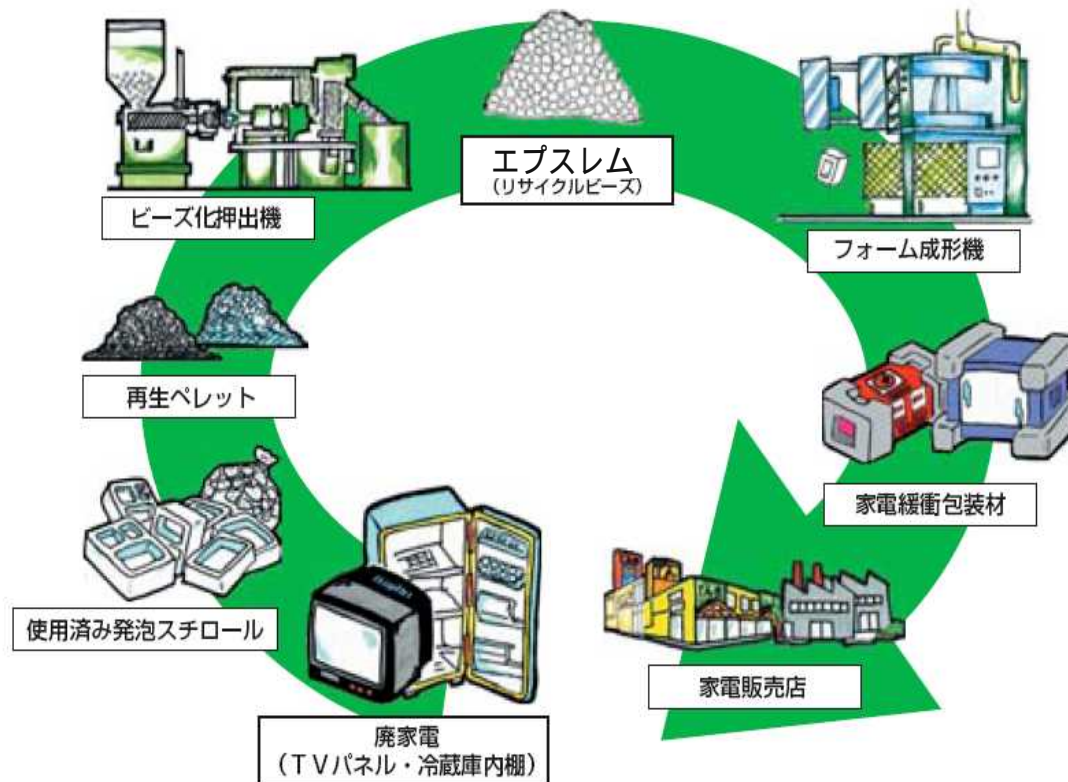 エプスレム
（リサイクルビーズ）
ビーズ化押出機
フォーム成形機
再生ペレット
家電緩衝包装材
使用済み発泡スチロール
家電販売店
廃家電
（ＴＶパネル・冷蔵庫内棚）